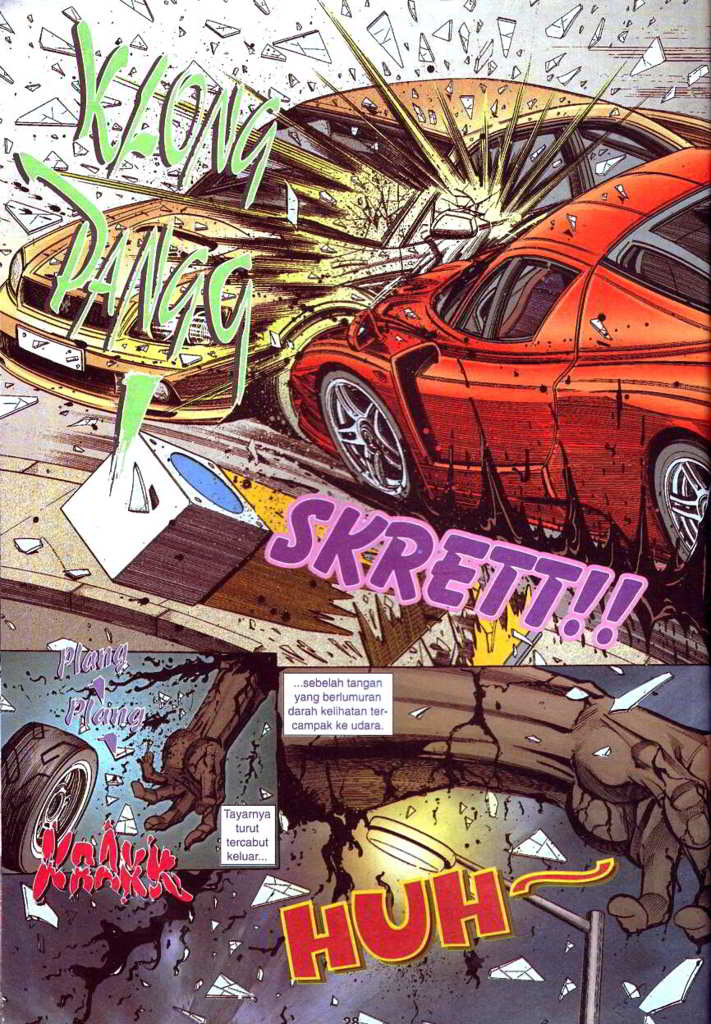 KLONG
PANGG
!
SKRETT!!
Plang
Plang
KRAKK
Tayarnya
turut
tercabut
keluar...
...sebelah tangan
yang berlumuran
darah kelihatan ter-
campak ke udara.
HUH~
28